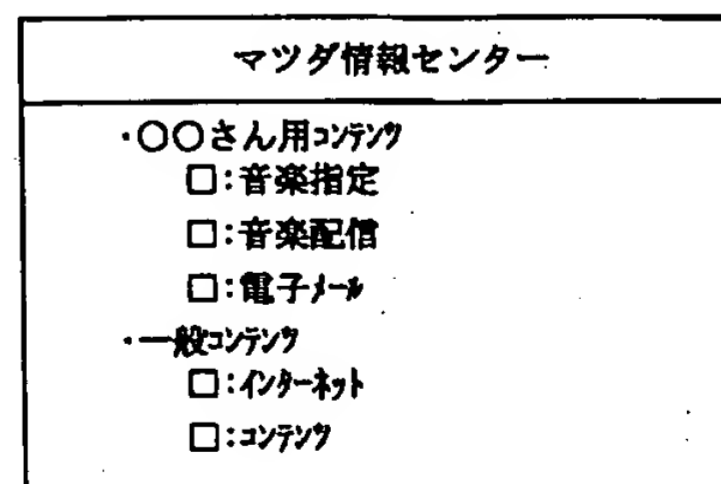 マツダ情報センター
・〇〇さん用コンテンツ
□:音楽指定
□:音楽配信
□:電子メール
・一般コンテンツ
□:インターネット
□:コンテンツ